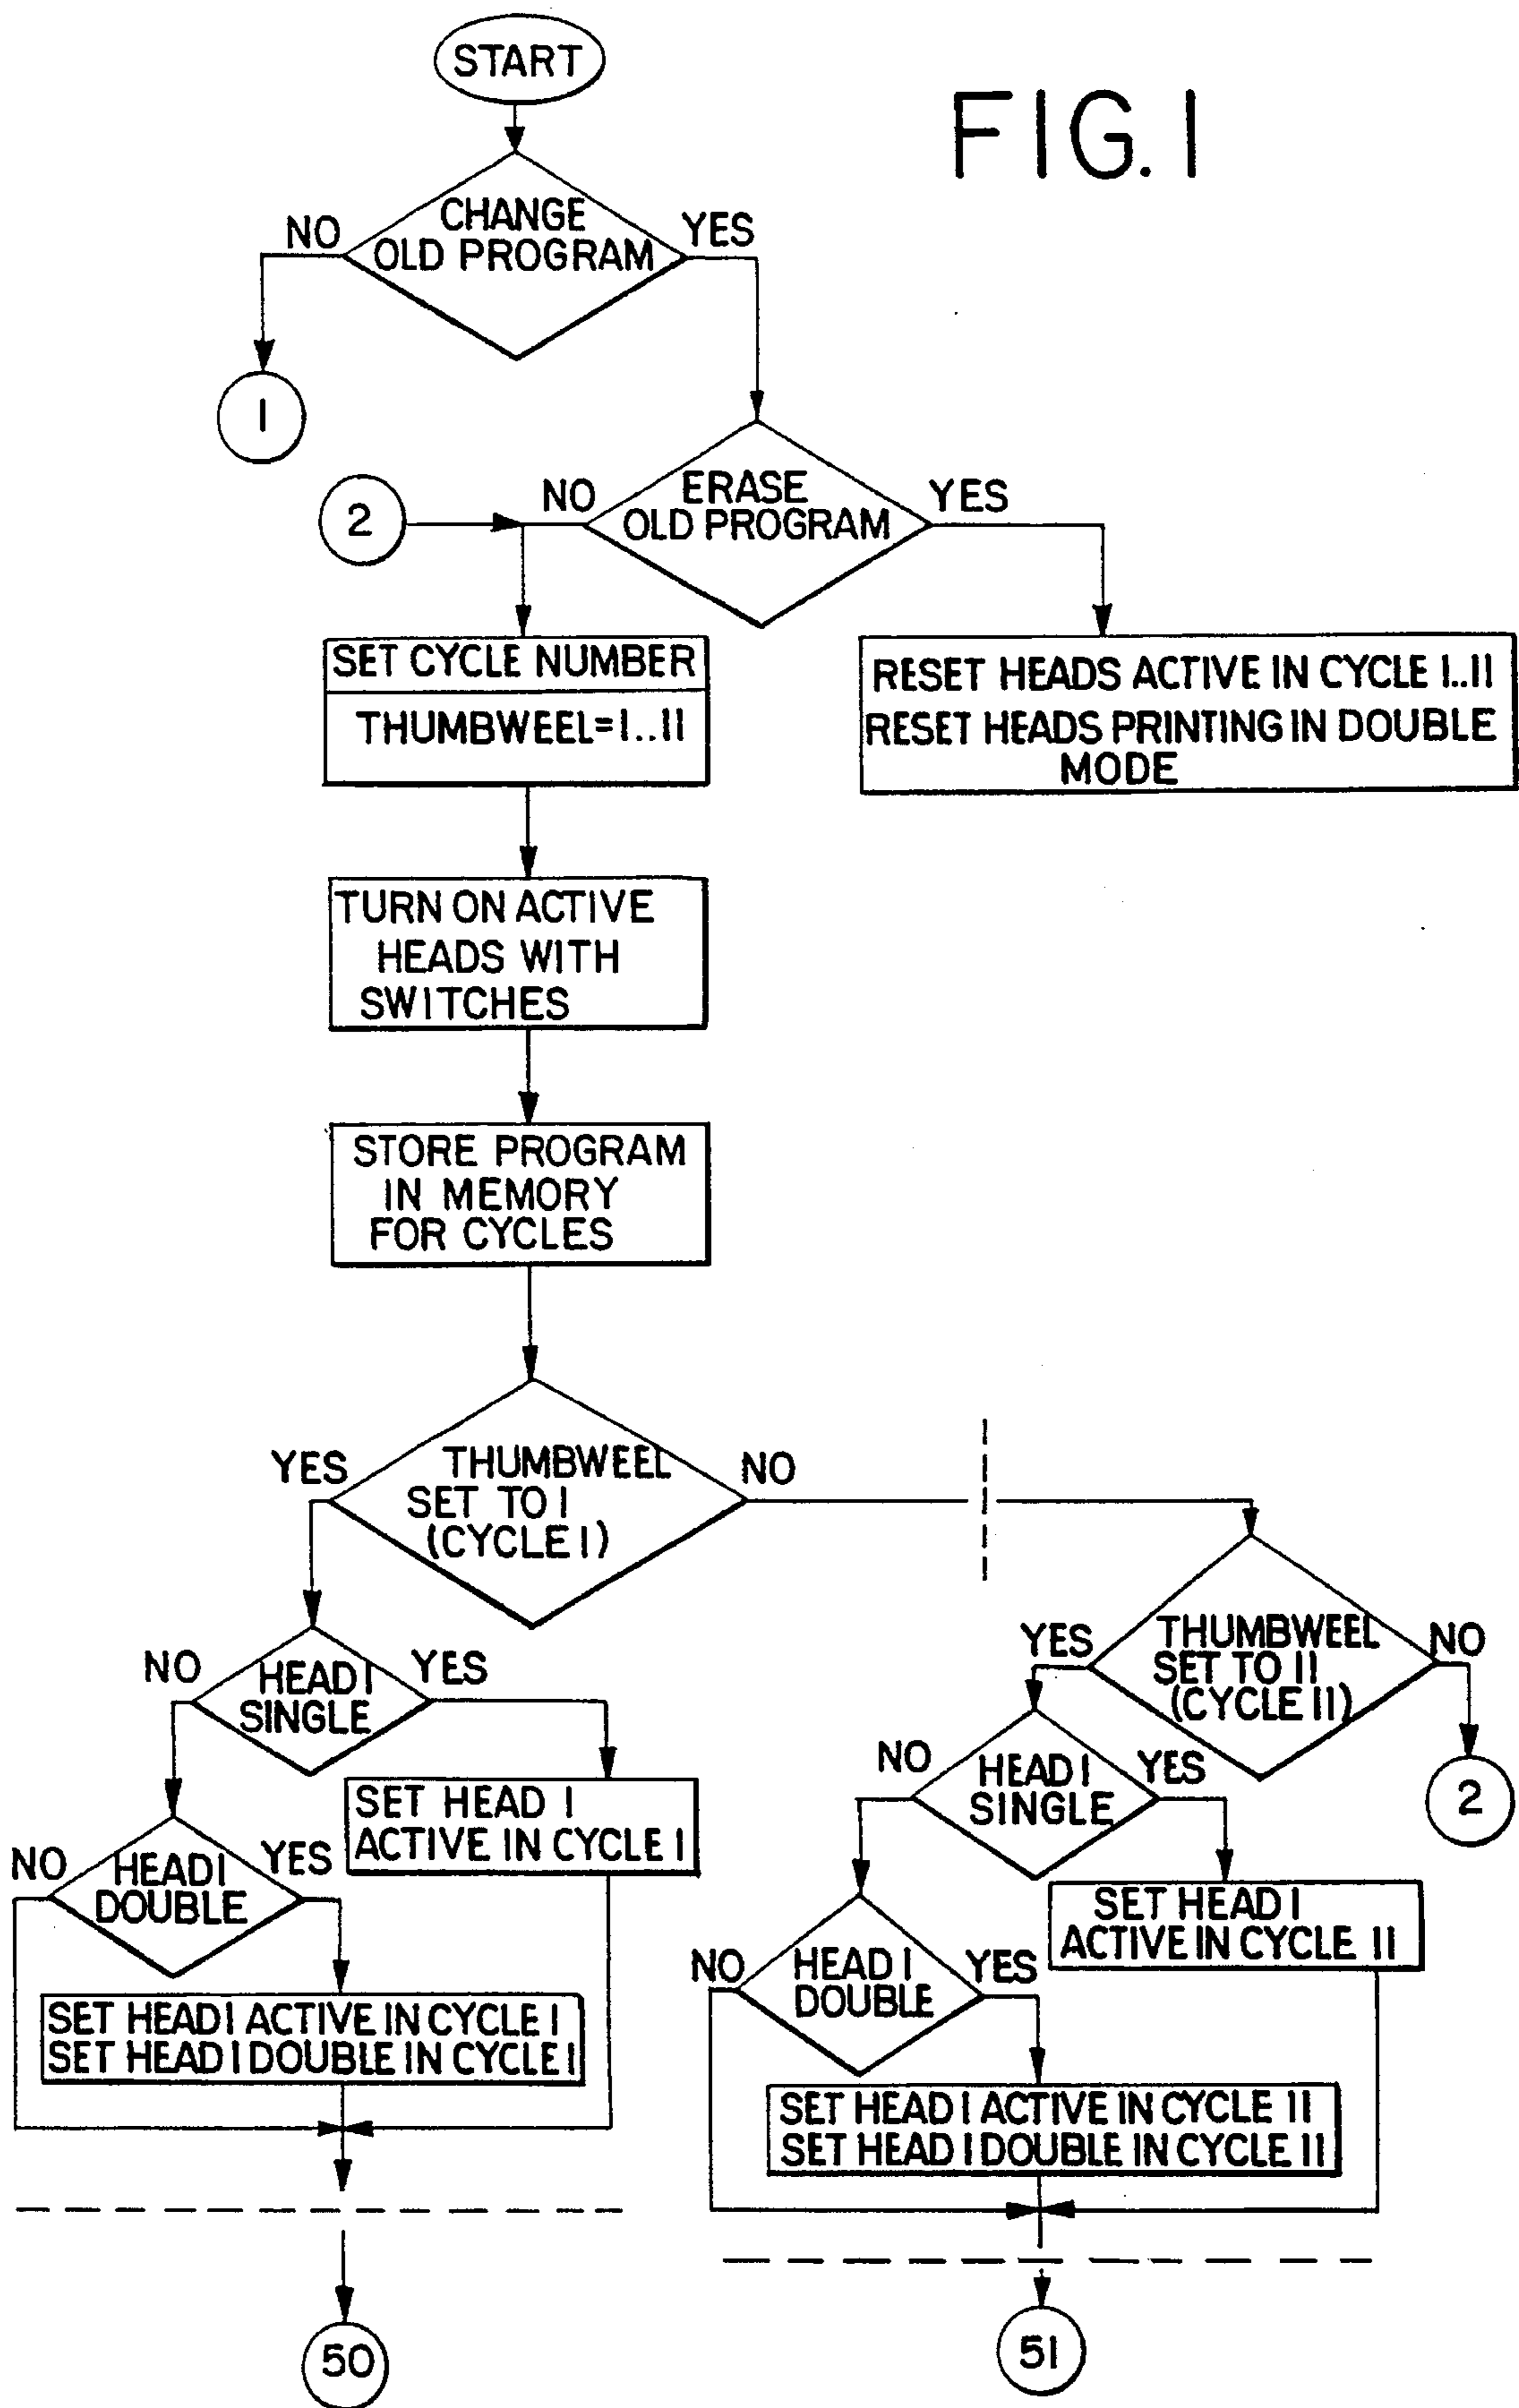 START
FIG. 1
CHANGE
OLD PROGRAM
NO
YES
1
2
NO
ERASE
OLD PROGRAM
YES
SET CYCLE NUMBER
THUMBWEEL=1..11
RESET HEADS ACTIVE IN CYCLE 1..11
RESET HEADS PRINTING IN DOUBLE
MODE
TURN ON ACTIVE
HEADS WITH
SWITCHES
STORE PROGRAM
IN MEMORY
FOR CYCLES
YES
THUMBWEEL
SET TO 1
(CYCLE 1)
NO
YES
THUMBWEEL
SET TO 11
(CYCLE 11)
NO
2
NO
HEAD 1
SINGLE
YES
SET HEAD 1
ACTIVE IN CYCLE 1
NO
HEAD 1
DOUBLE
YES
SET HEAD 1 ACTIVE IN CYCLE 1
SET HEAD 1 DOUBLE IN CYCLE 1
50
NO
HEAD 1
SINGLE
YES
SET HEAD 1
ACTIVE IN CYCLE 11
NO
HEAD 1
DOUBLE
YES
SET HEAD 1 ACTIVE IN CYCLE 11
SET HEAD 1 DOUBLE IN CYCLE 11
51